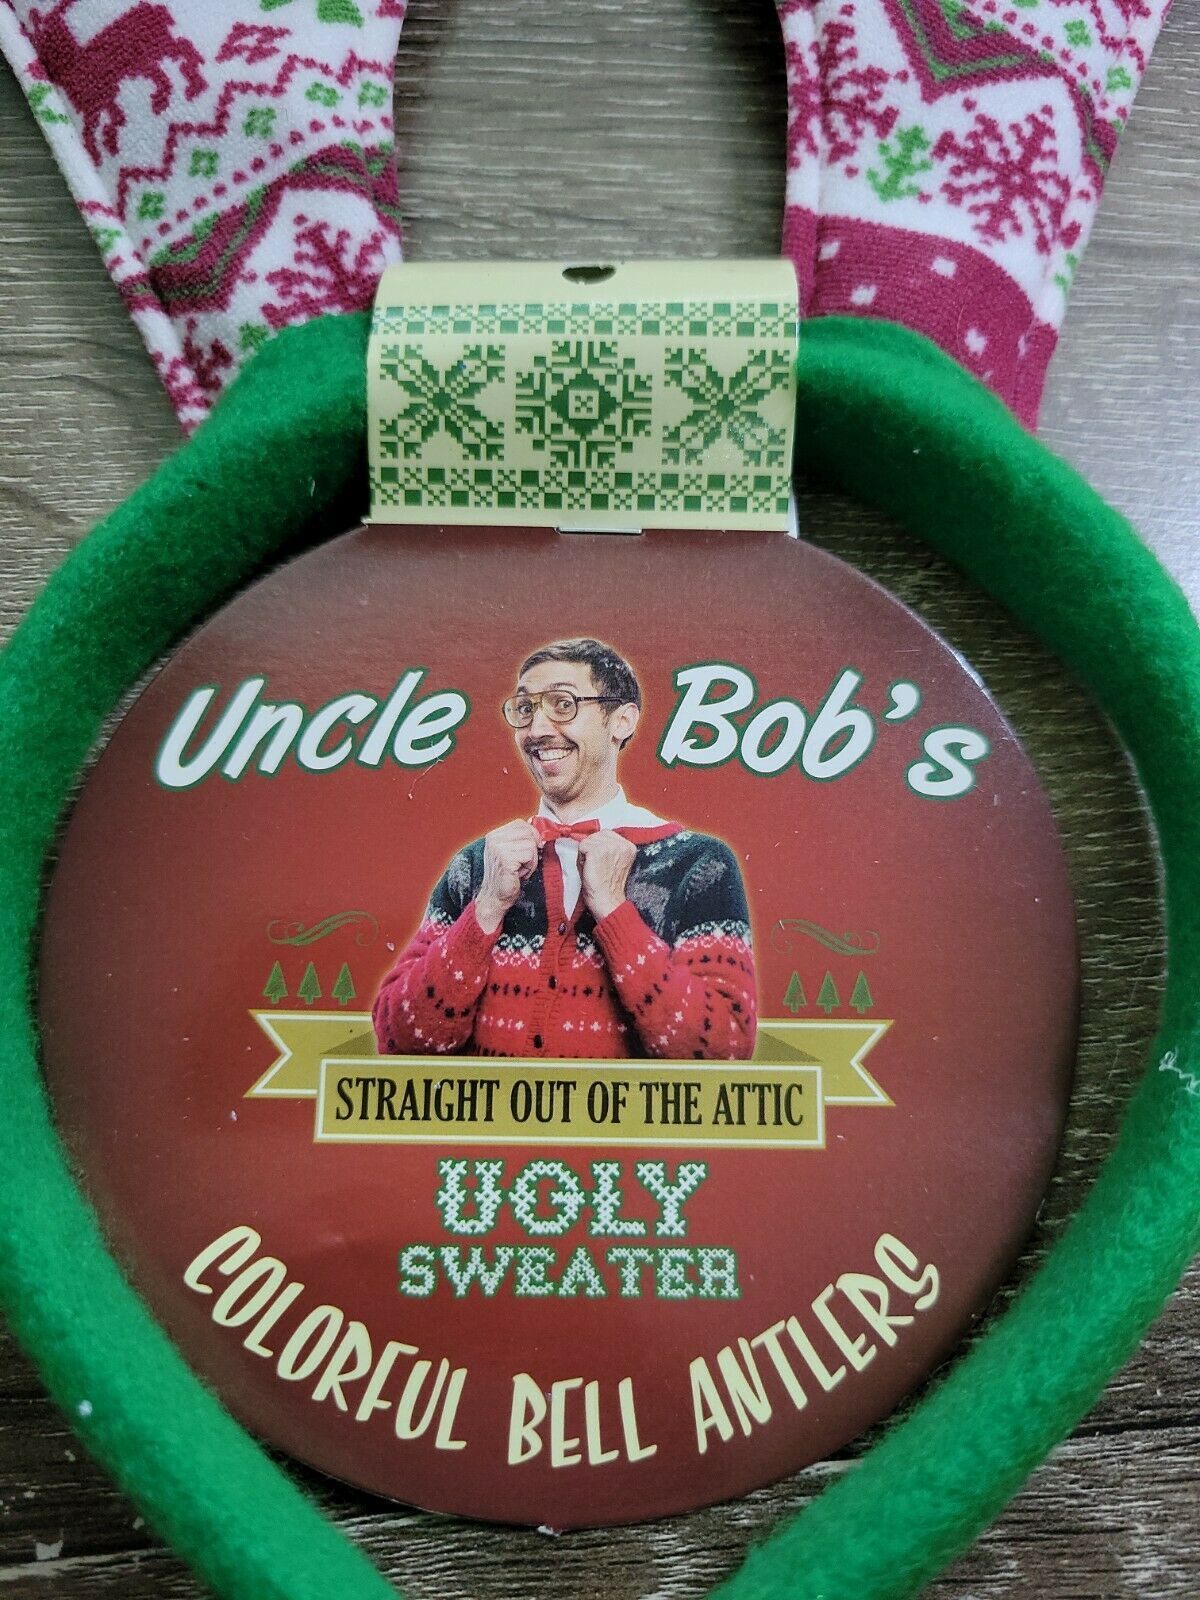 Uncle Bob's
STRAIGHT OUT OF THE ATTIC
UGLY
SWEATER
COLORFUL BELL ANTLERS